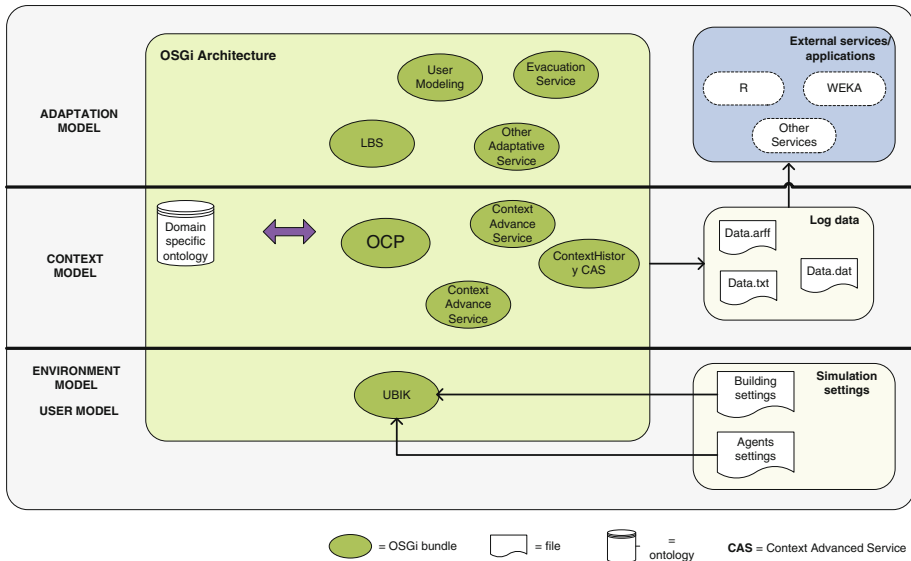 OSGi Architecture
User
Modeling
Evacuation
Service
LBS
Other
Adaptative
Service
ADAPTATION
MODEL
External services/
applications
R
WEKA
Other
Services
Domain
specific
ontology
OCP
Context
Advance
Service
ContextHistor
y CAS
Context
Advance
Service
CONTEXT
MODEL
Log data
Data.arff
Data.txt
Data.dat
ENVIRONMENT
MODEL
USER MODEL
UBIK
Simulation
settings
Building
settings
Agents
settings
= OSGi bundle
= file
=
ontology
CAS = Context Advanced Service